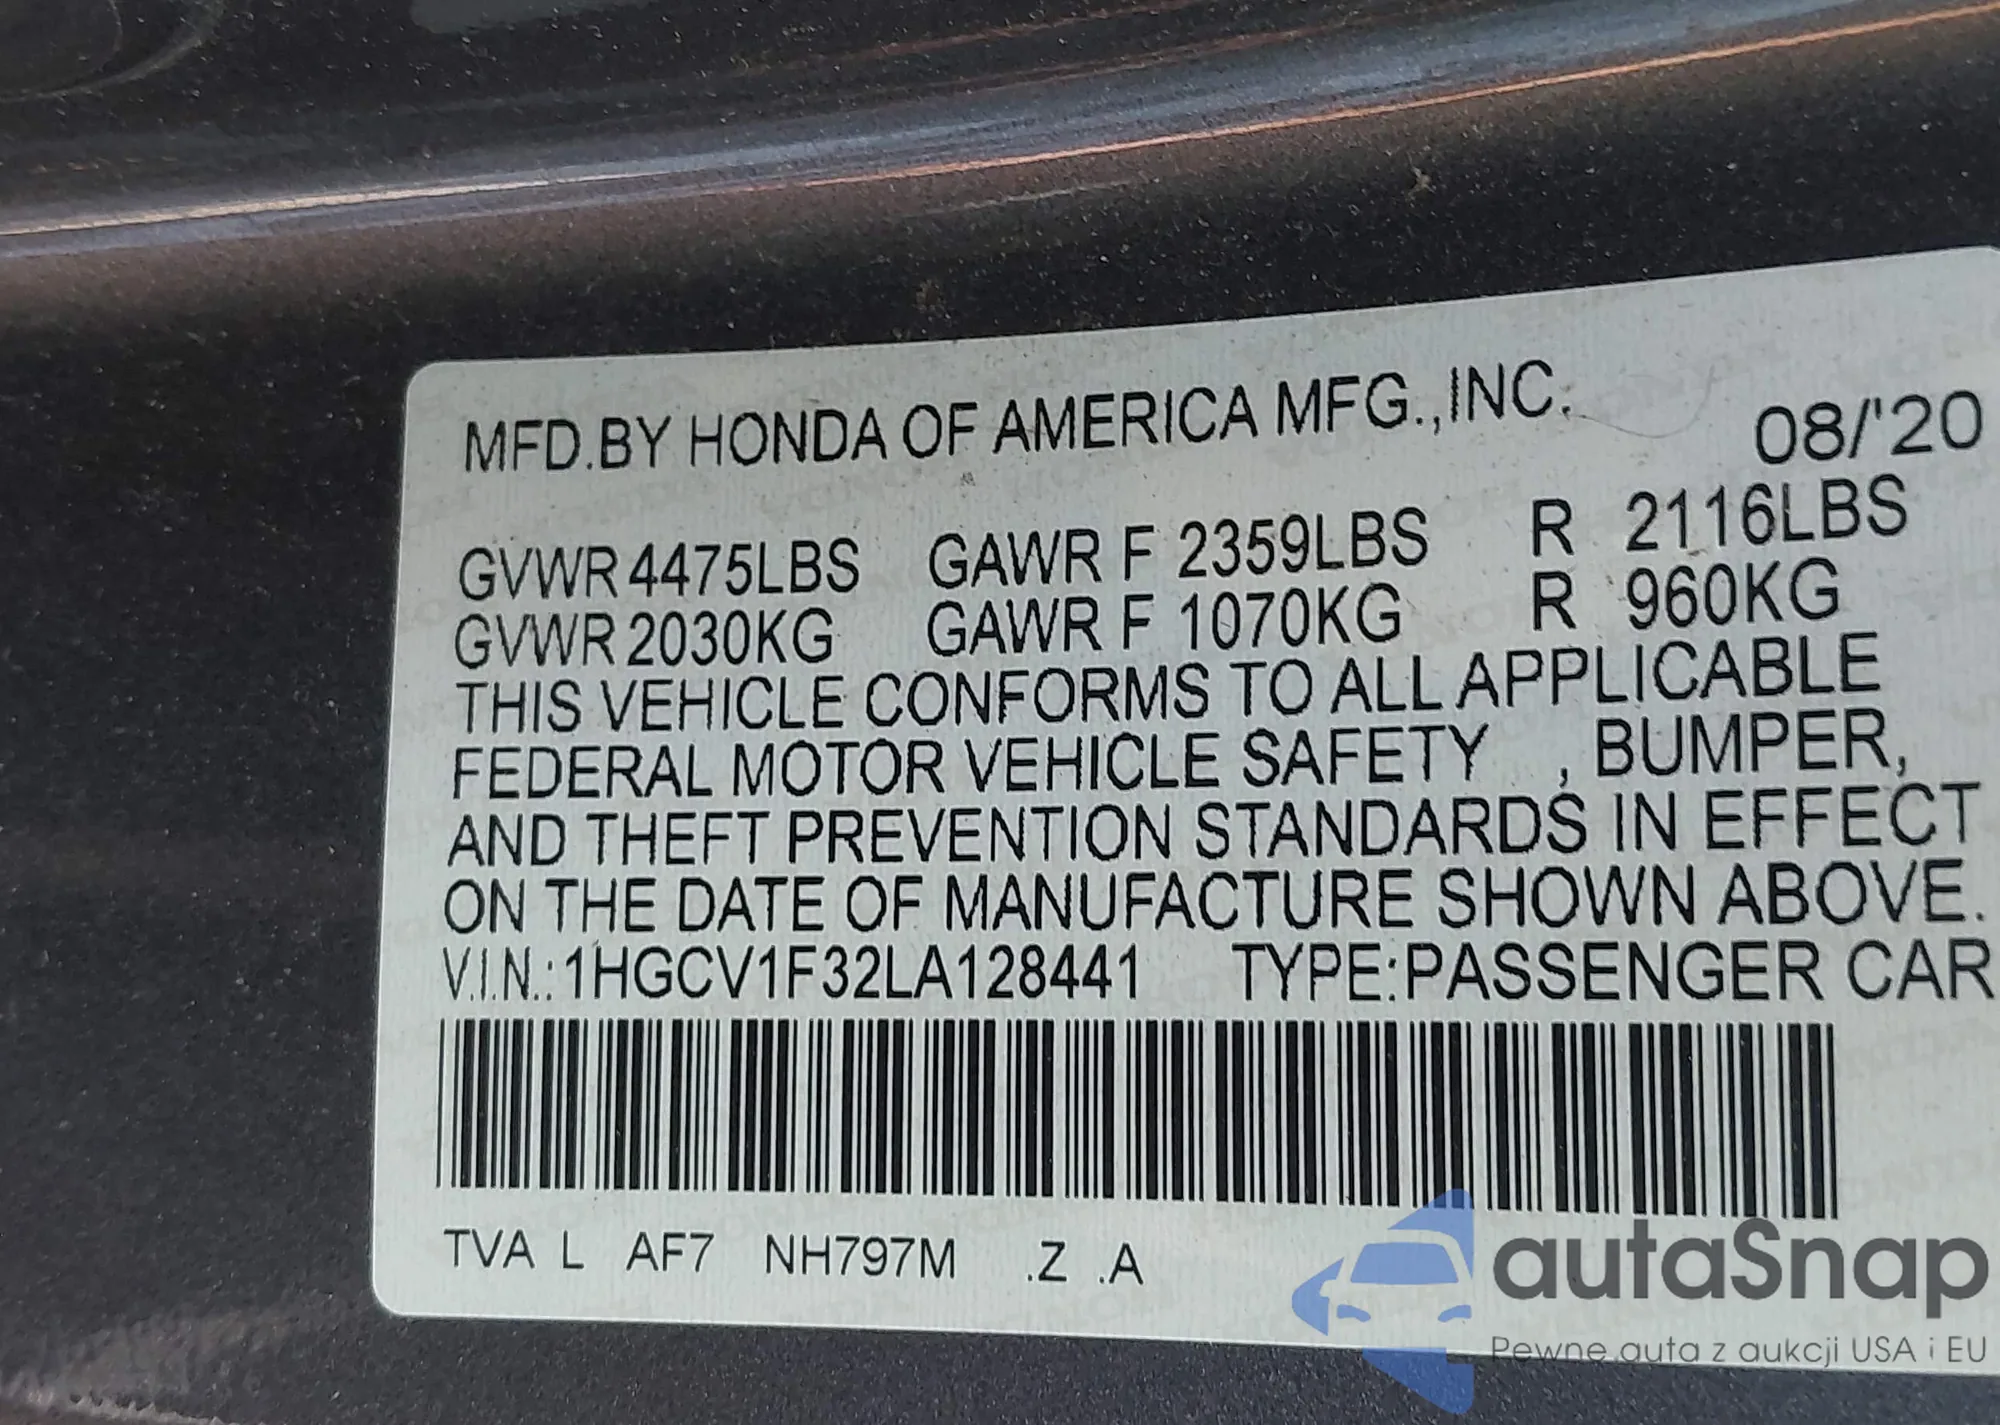 MFD.BY HONDA OF AMERICA MFG.,INC. 08/'20
GVWR 4475LBS GAWR F 2359LBS R 2116LBS
GVWR 2030KG GAWR F 1070KG R 960KG
THIS VEHICLE CONFORMS TO ALL APPLICABLE
FEDERAL MOTOR VEHICLE SAFETY , BUMPER,
AND THEFT PREVENTION STANDARDS IN EFFECT
ON THE DATE OF MANUFACTURE SHOWN ABOVE.
V.I.N.: 1HGCV1F32LA128441 TYPE:PASSENGER CAR
TVA L AF7 NH797M .Z .A
autaSnap
Pewne auta z aukcji USA i EU